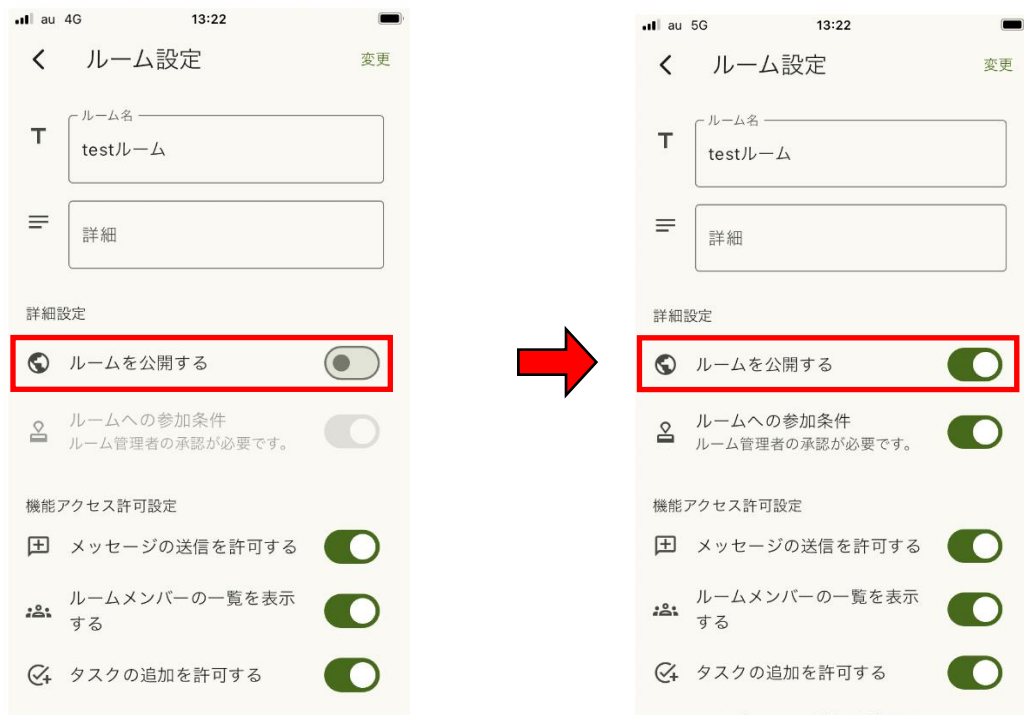 au 4G 13:22
ルーム設定 変更
ルーム名
testルーム
詳細
詳細設定
ルームを公開する
ルームへの参加条件
ルーム管理者の承認が必要です。
機能アクセス許可設定
メッセージの送信を許可する
ルームメンバーの一覧を表示
する
タスクの追加を許可する
au 5G 13:22
ルーム設定 変更
ルーム名
testルーム
詳細
詳細設定
ルームを公開する
ルームへの参加条件
ルーム管理者の承認が必要です。
機能アクセス許可設定
メッセージの送信を許可する
ルームメンバーの一覧を表示
する
タスクの追加を許可する